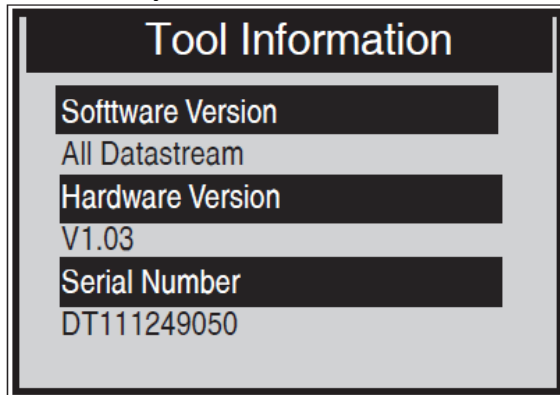 Tool Information
Softtware Version
All Datastream
Hardware Version
V1.03
Serial Number
DT111249050